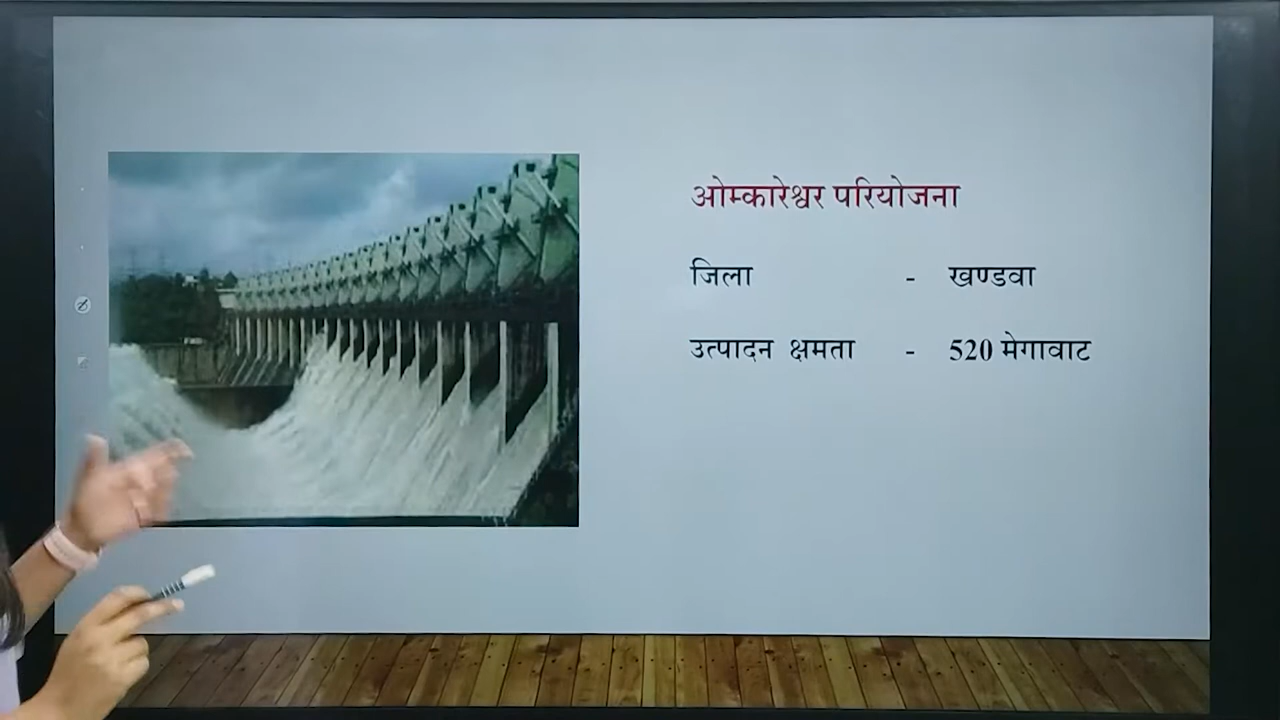 ओम्कारेश्वर परियोजना
जिला - खण्डवा
उत्पादन क्षमता - 520 मेगावाट